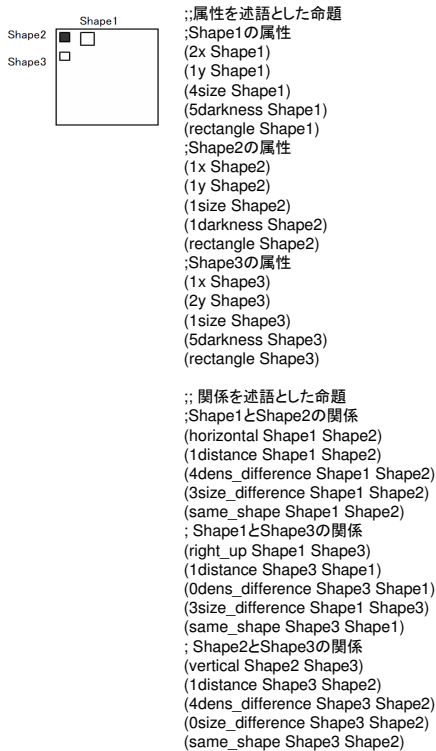 Shape1
Shape2
Shape3
;;属性を述語とした命題
;Shape1の属性
(2x Shape1)
(1y Shape1)
(4size Shape1)
(5darkness Shape1)
(rectangle Shape1)
;Shape2の属性
(1x Shape2)
(1y Shape2)
(1size Shape2)
(1darkness Shape2)
(rectangle Shape2)
;Shape3の属性
(1x Shape3)
(2y Shape3)
(1size Shape3)
(5darkness Shape3)
(rectangle Shape3)
;; 関係を述語とした命題
;Shape1とShape2の関係
(horizontal Shape1 Shape2)
(1distance Shape1 Shape2)
(4dens_difference Shape1 Shape2)
(3size_difference Shape1 Shape2)
(same_shape Shape1 Shape2)
; Shape1とShape3の関係
(right_up Shape1 Shape3)
(1distance Shape3 Shape1)
(0dens_difference Shape3 Shape1)
(3size_difference Shape1 Shape3)
(same_shape Shape3 Shape1)
; Shape2とShape3の関係
(vertical Shape2 Shape3)
(1distance Shape3 Shape2)
(4dens_difference Shape3 Shape2)
(0size_difference Shape3 Shape2)
(same_shape Shape3 Shape2)